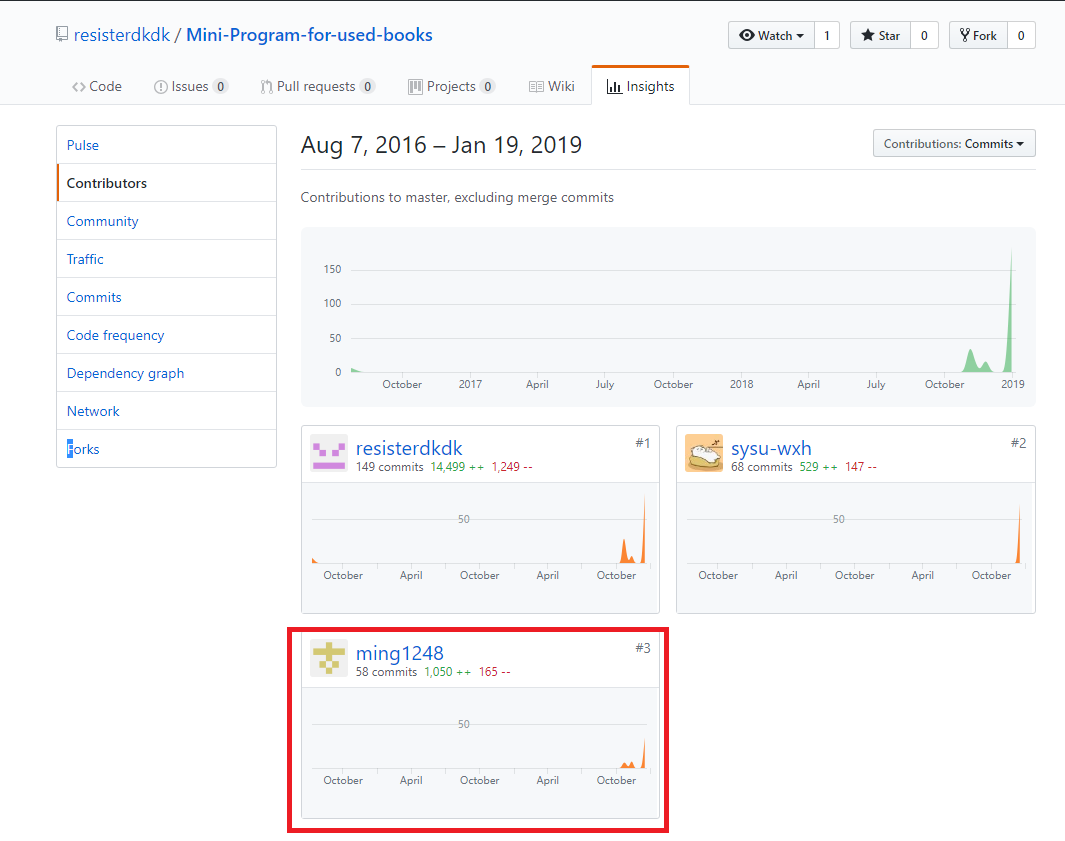 resisterdkdk / Mini-Program-for-used-books
Watch 1 Star 0 Fork 0
Code Issues 0 Pull requests 0 Projects 0 Wiki Insights
Pulse
Contributors
Community
Traffic
Commits
Code frequency
Dependency graph
Network
Forks
Aug 7, 2016 – Jan 19, 2019
Contributions: Commits
Contributions to master, excluding merge commits
150
100
50
0
October 2017 April July October 2018 April July October 2019
resisterdkdk #1
149 commits 14,499 ++ 1,249 --
50
October April October April October
sysu-wxh #2
68 commits 529 ++ 147 --
50
October April October April October
ming1248 #3
58 commits 1,050 ++ 165 --
50
October April October April October